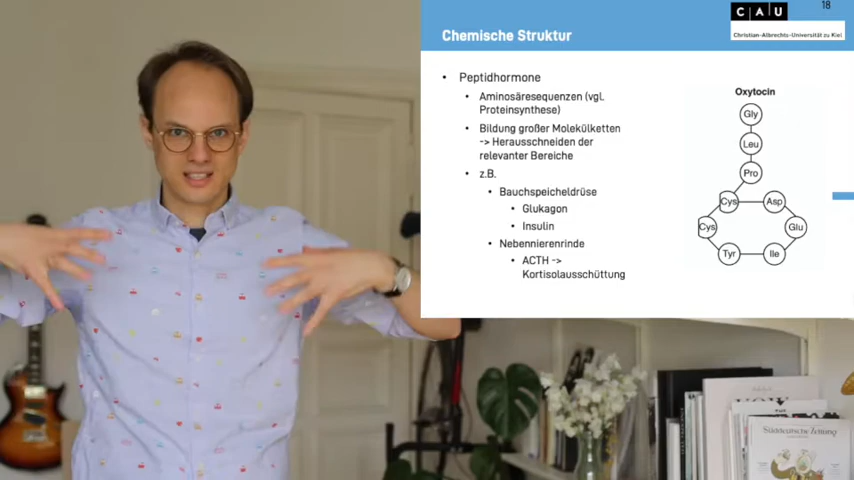 18
CAU
Christian-Albrechts-Universität zu Kiel
Chemische Struktur
• Peptidhormone
• Aminosäresequenzen (vgl.
Proteinsynthese)
• Bildung großer Molekülketten
-> Herausschneiden der
relevanter Bereiche
• z.B.
• Bauchspeicheldrüse
• Glukagon
• Insulin
• Nebennierenrinde
• ACTH ->
Kortisolausschüttung
Oxytocin
Gly
Leu
Pro
Cys Asp
Cys Glu
Tyr Ile
Süddeutsche Zeitung